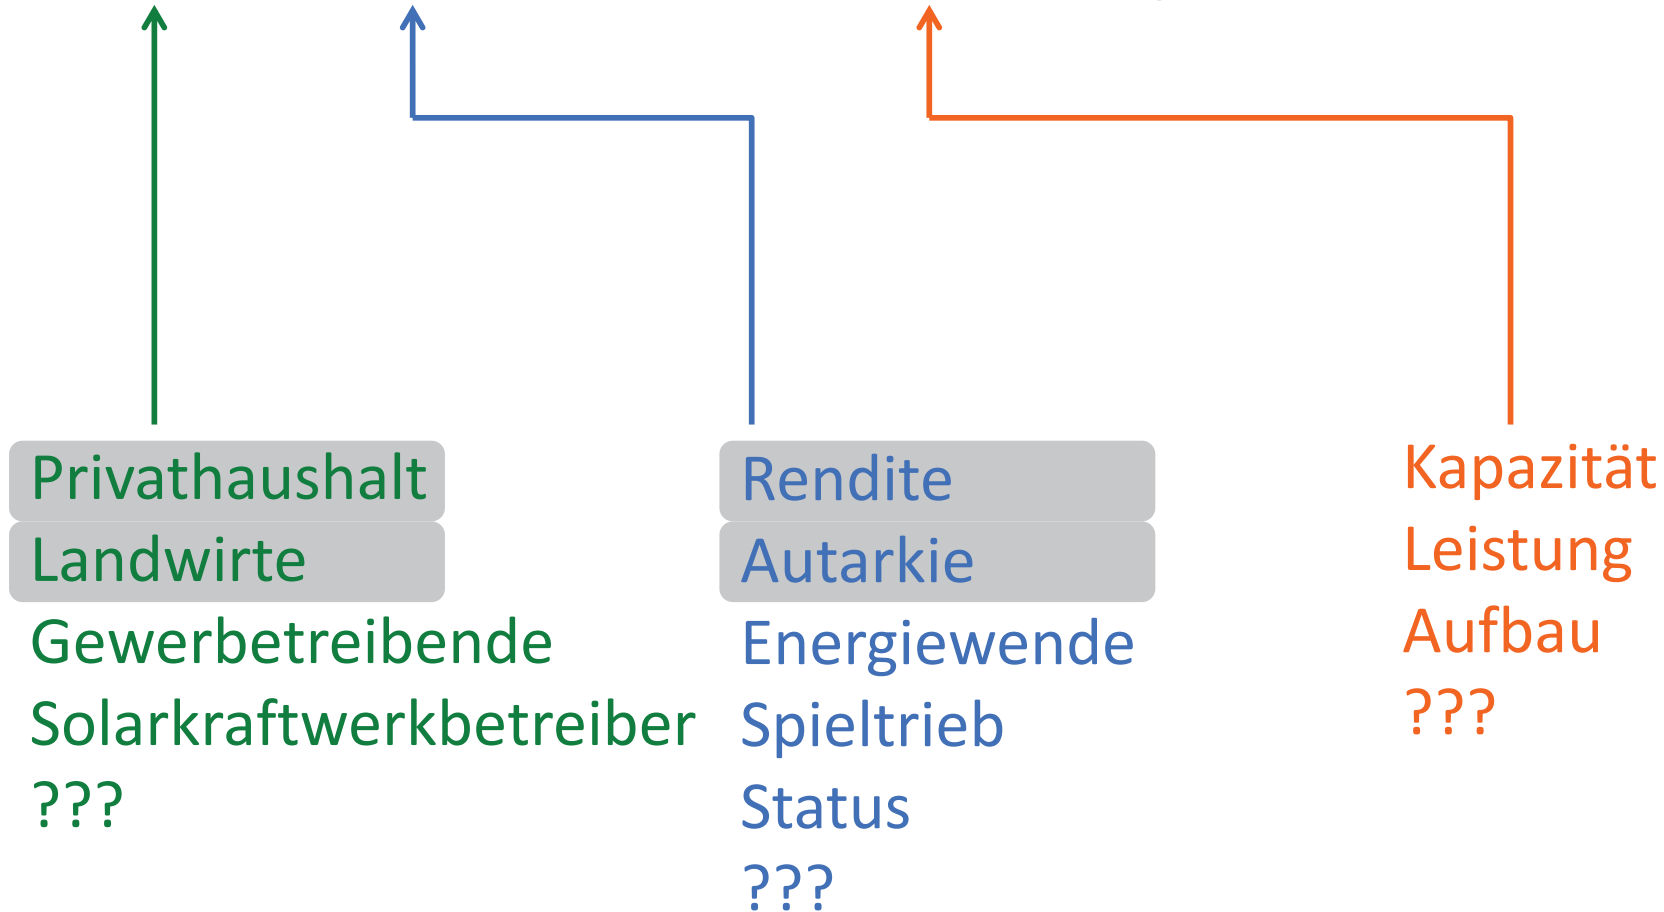 Privathaushalt
Landwirte
Gewerbetreibende
Solarkraftwerkbetreiber
???
Rendite
Autarkie
Energiewende
Spieltrieb
Status
???
Kapazität
Leistung
Aufbau
???